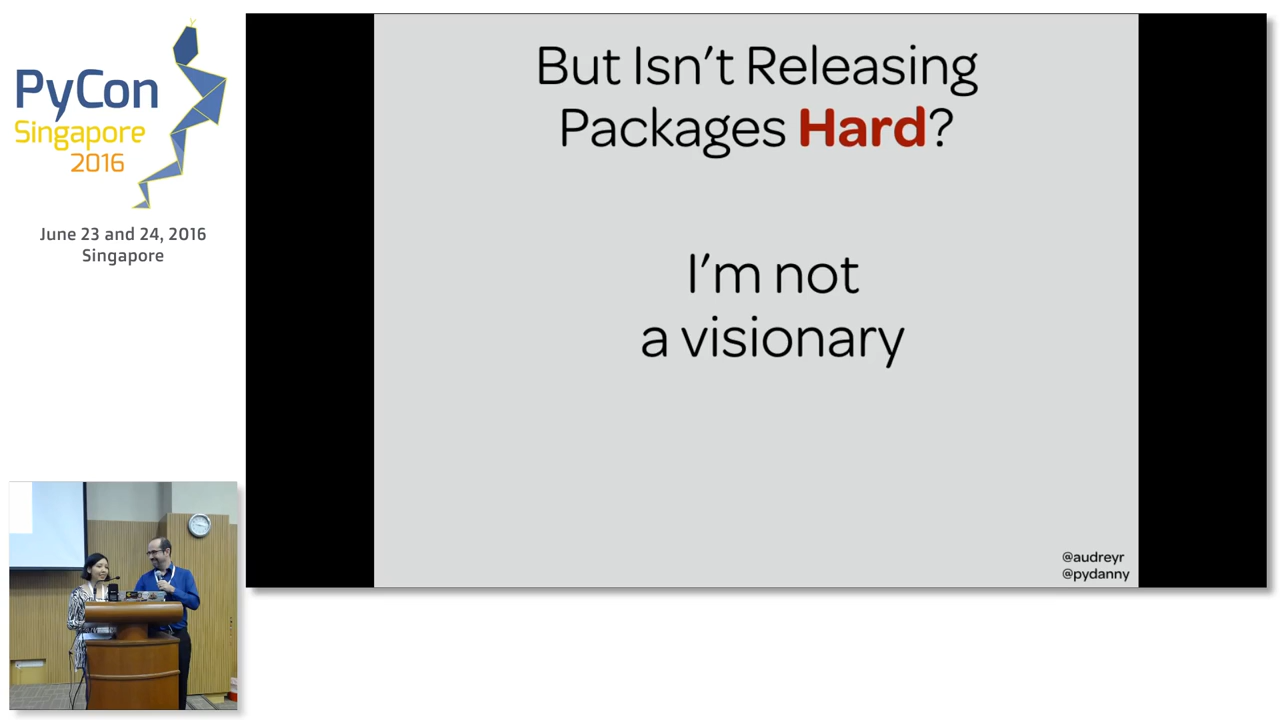 PyCon
Singapore
2016
June 23 and 24, 2016
Singapore
But Isn't Releasing
Packages Hard?
I'm not
a visionary
@audreyr
@pydanny